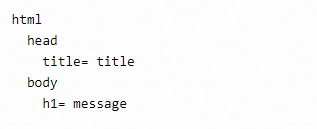 html
  head
    title= title
  body
    h1= message